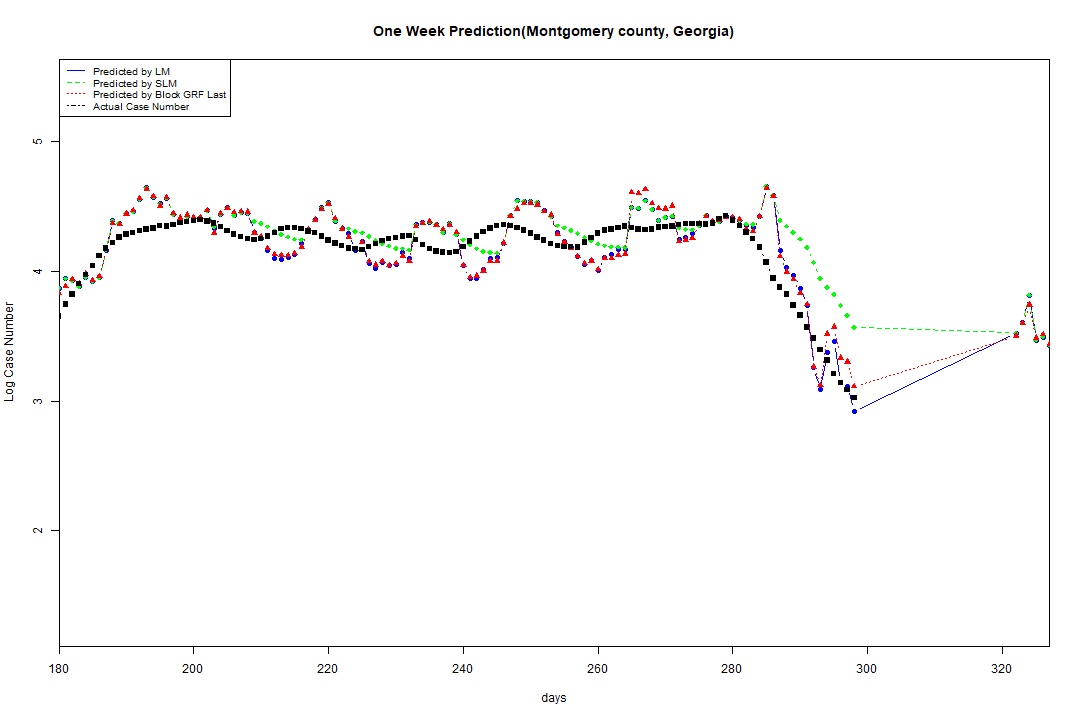 One Week Prediction(Montgomery county, Georgia)
Predicted by LM
Predicted by SLM
Predicted by Block GRF Last
Actual Case Number
Log Case Number
5
4
3
2
180 200 220 240 260 280 300 320
days